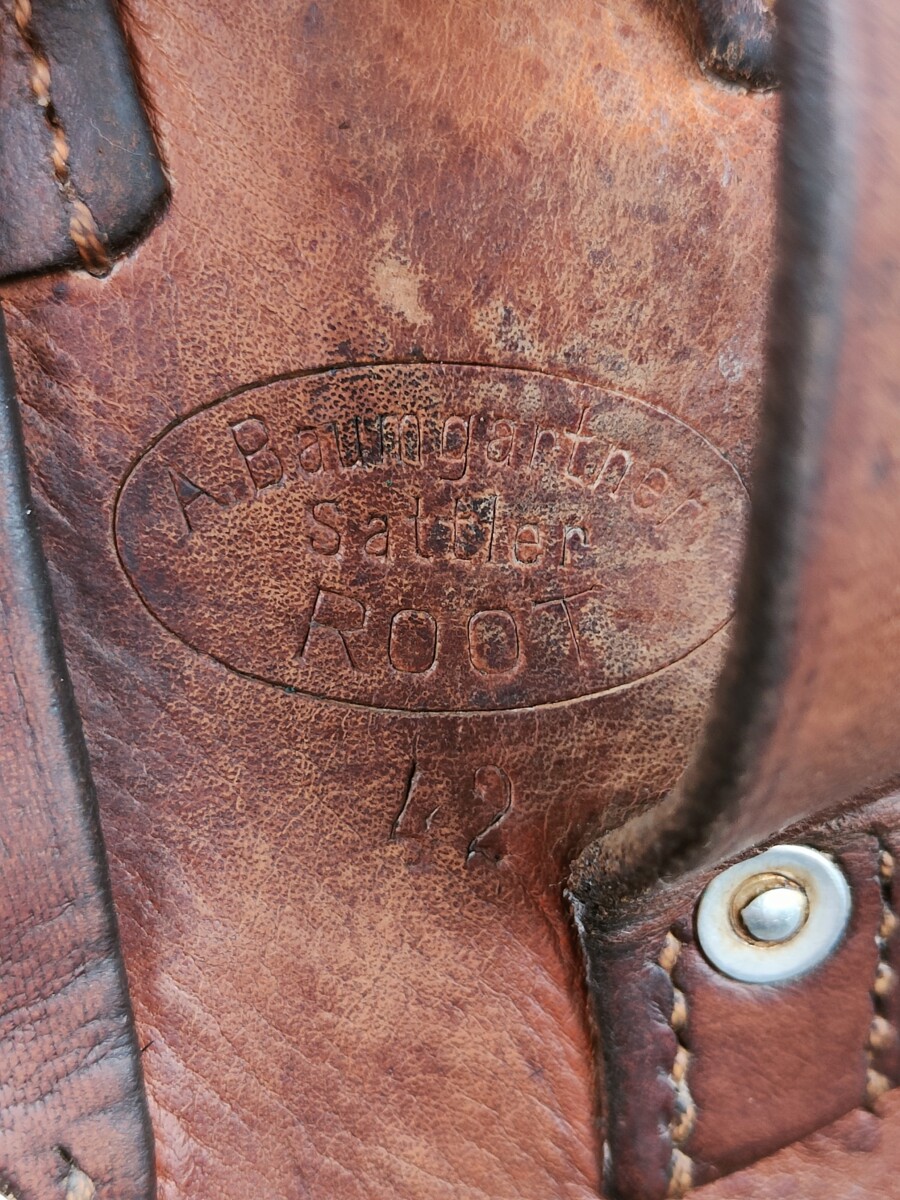 A. Baumgartner
Sattler
ROOT
42